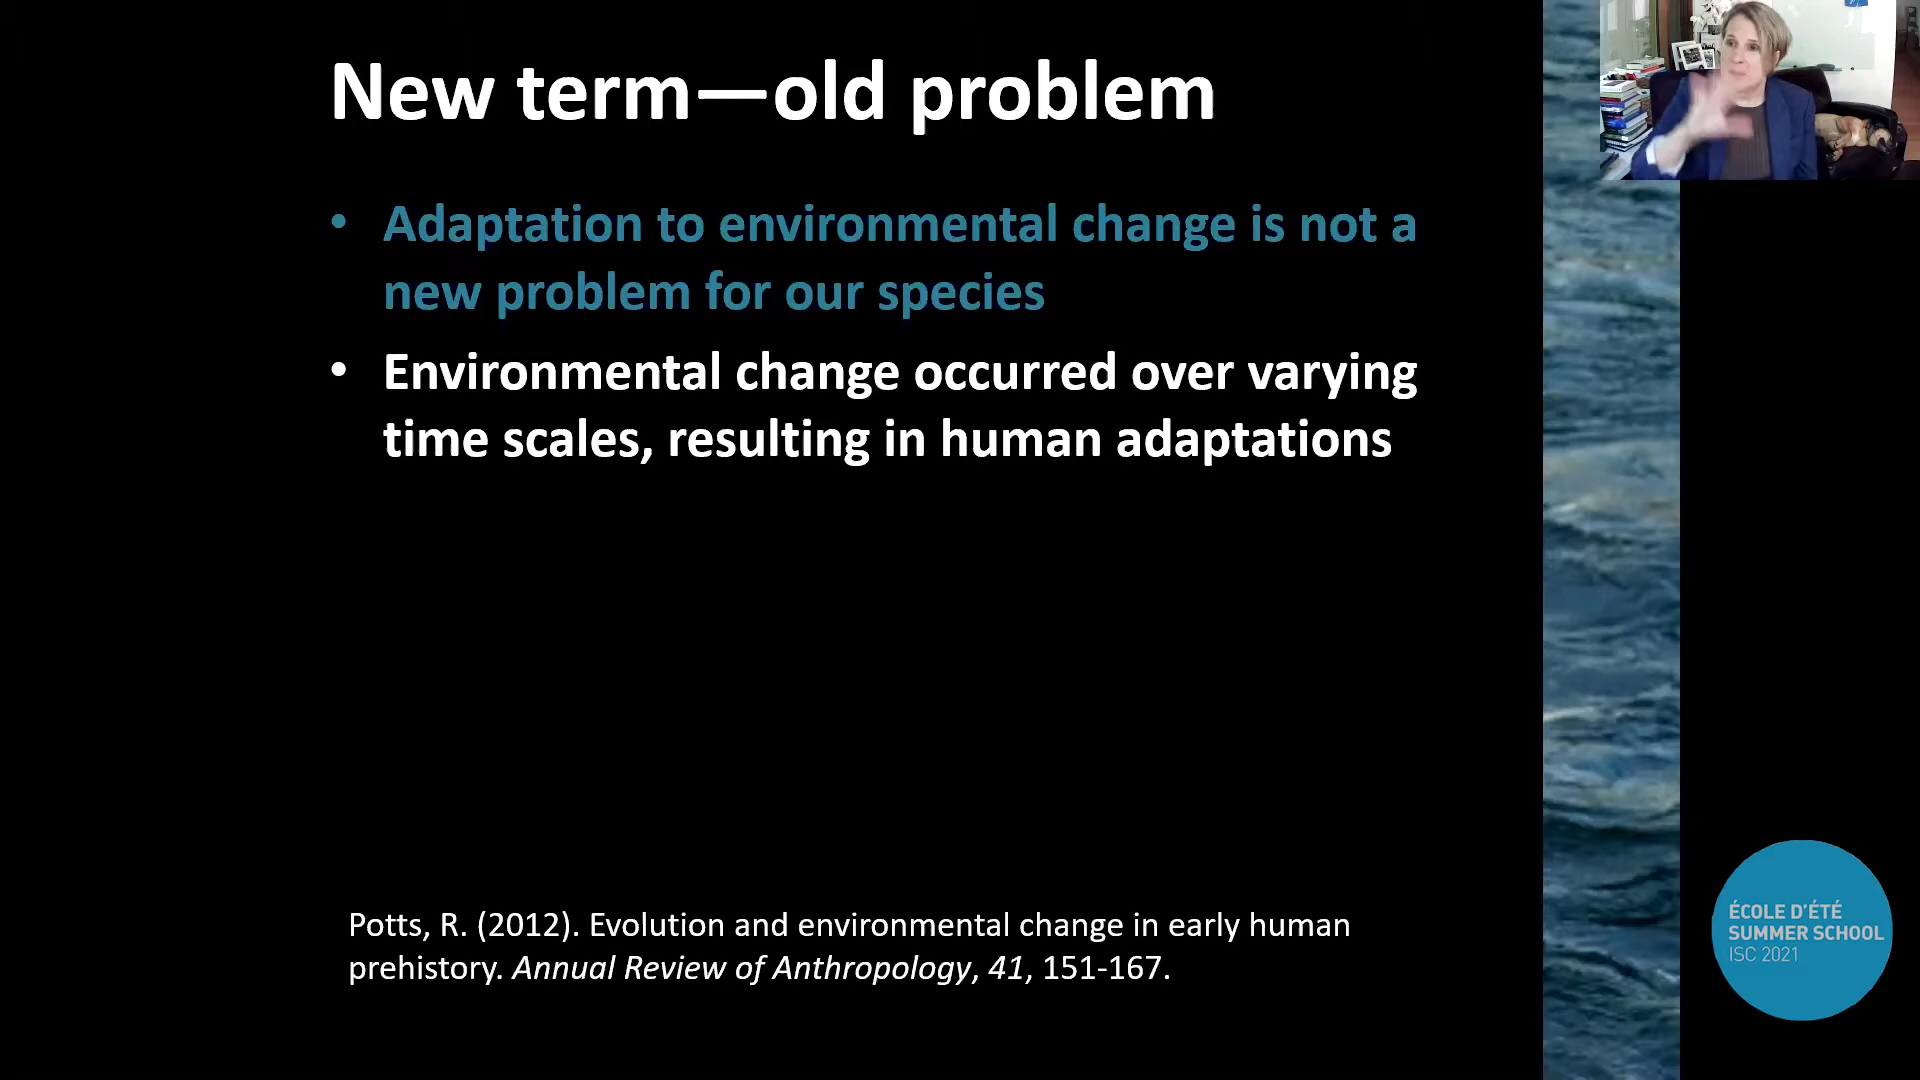 New term—old problem
• Adaptation to environmental change is not a
new problem for our species
• Environmental change occurred over varying
time scales, resulting in human adaptations
Potts, R. (2012). Evolution and environmental change in early human
prehistory. Annual Review of Anthropology, 41, 151-167.
ÉCOLE D'ÉTÉ
SUMMER SCHOOL
ISC 2021